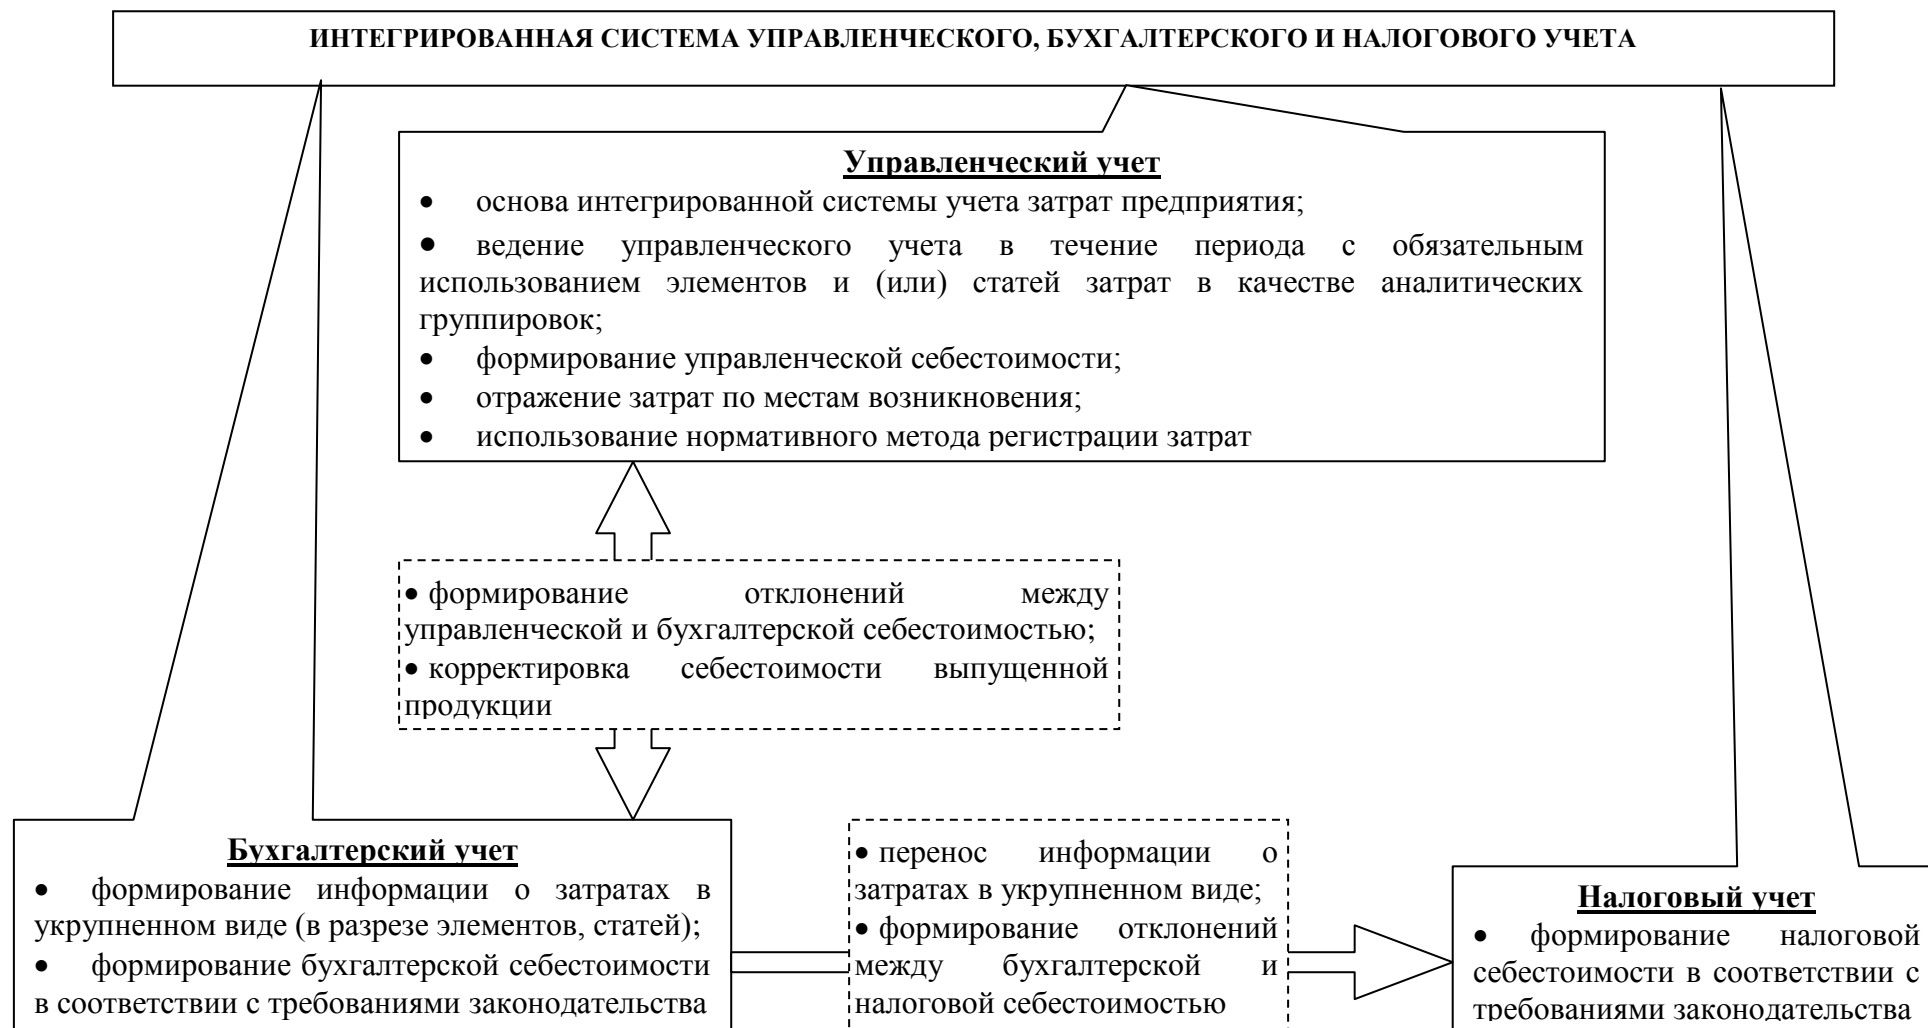 ИНТЕГРИРОВАННАЯ СИСТЕМА УПРАВЛЕНЧЕСКОГО, БУХГАЛТЕРСКОГО И НАЛОГОВОГО УЧЕТА
Управленческий учет
• основа интегрированной системы учета затрат предприятия;
• ведение управленческого учета в течение периода с обязательным
использованием элементов и (или) статей затрат в качестве аналитических
группировок;
• формирование управленческой себестоимости;
• отражение затрат по местам возникновения;
• использование нормативного метода регистрации затрат
• формирование отклонений между
управленческой и бухгалтерской себестоимостью;
• корректировка себестоимости выпущенной
продукции
Бухгалтерский учет
• формирование информации о затратах в
укрупненном виде (в разрезе элементов, статей);
• формирование бухгалтерской себестоимости
в соответствии с требованиями законодательства
• перенос информации о
затратах в укрупненном виде;
• формирование отклонений
между бухгалтерской и
налоговой себестоимостью
Налоговый учет
• формирование налоговой
себестоимости в соответствии с
требованиями законодательства